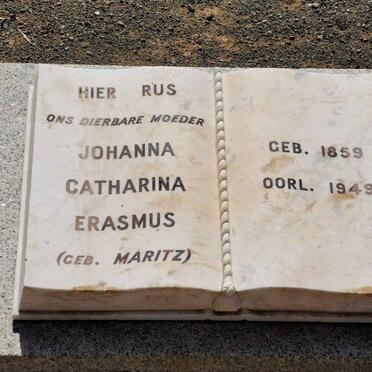 HIER RUS
ONS DIERBARE MOEDER
JOHANNA
CATHARINA
ERASMUS
(GEB. MARITZ)
GEB. 1859
OORL. 1949